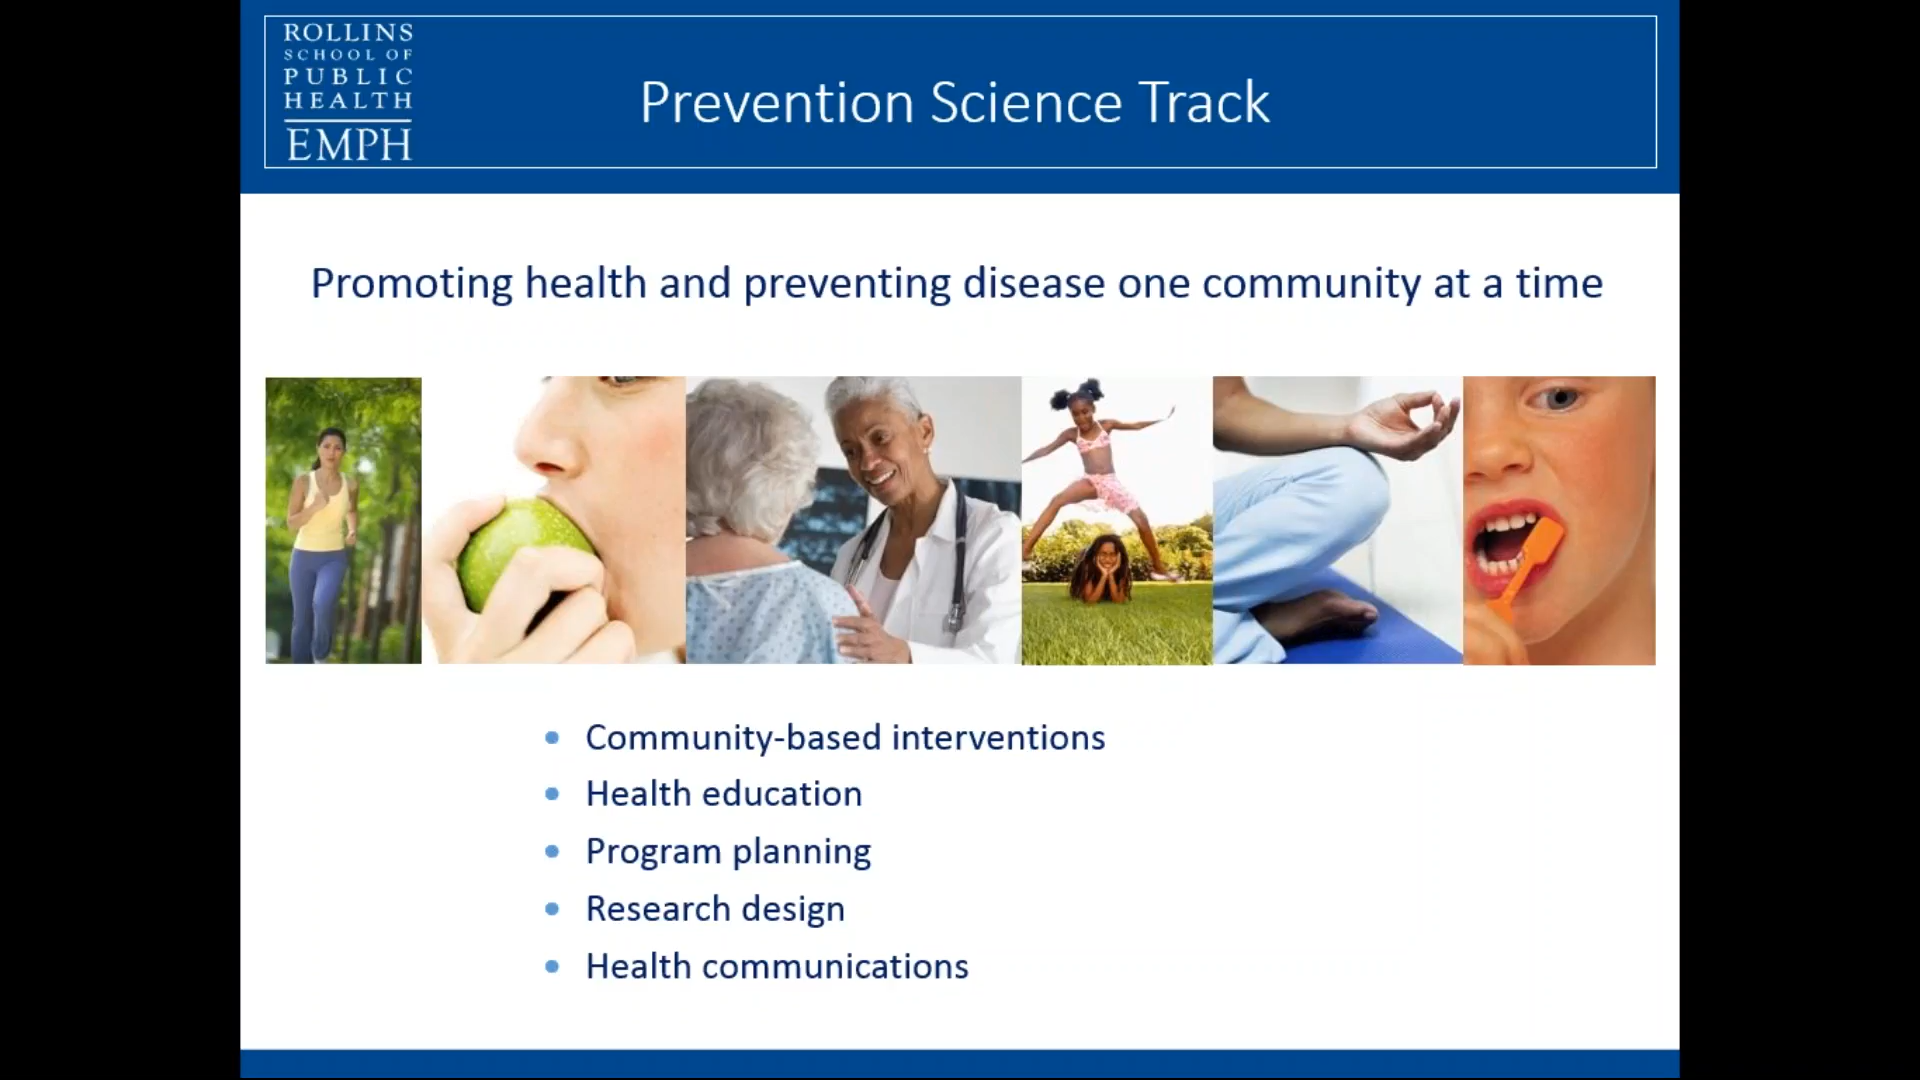 ROLLINS
SCHOOL OF
PUBLIC
HEALTH
EMPH
Prevention Science Track
Promoting health and preventing disease one community at a time
• Community-based interventions
• Health education
• Program planning
• Research design
• Health communications